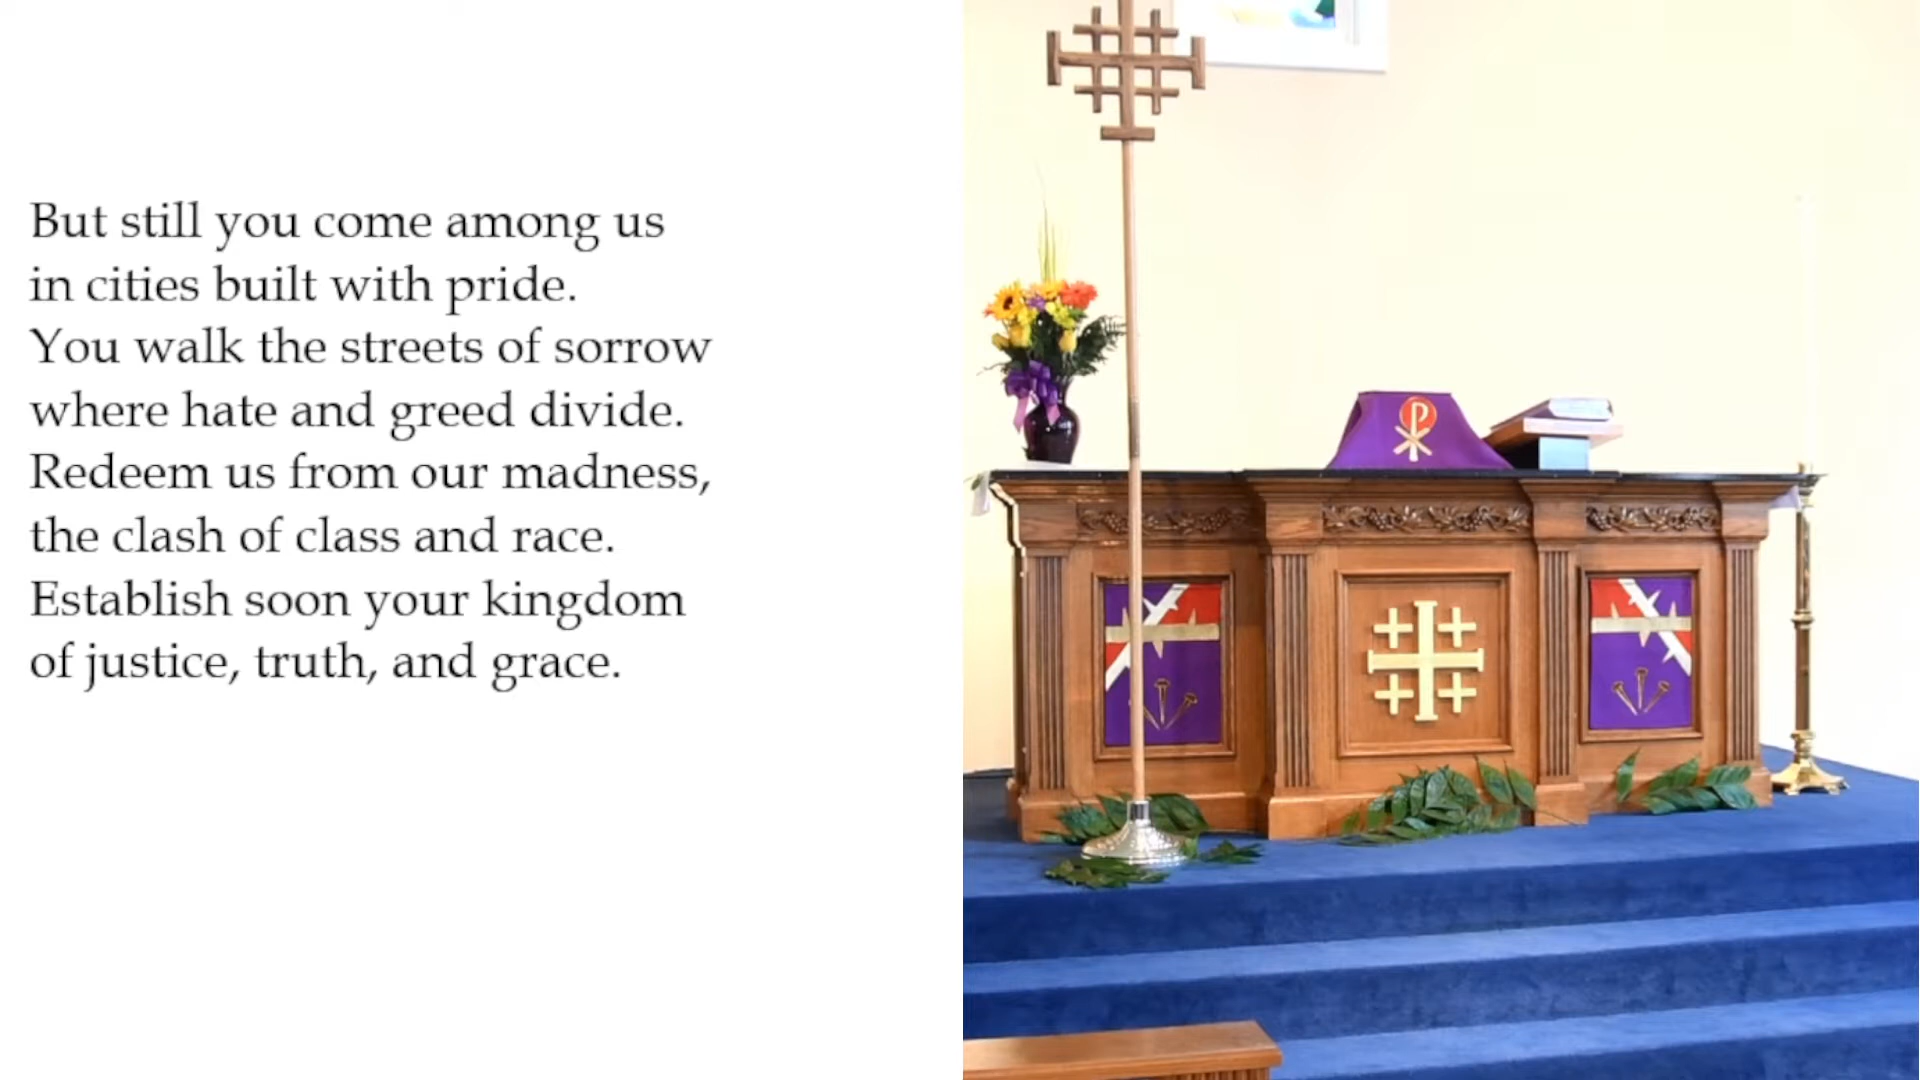 But still you come among us
in cities built with pride.
You walk the streets of sorrow
where hate and greed divide.
Redeem us from our madness,
the clash of class and race.
Establish soon your kingdom
of justice, truth, and grace.